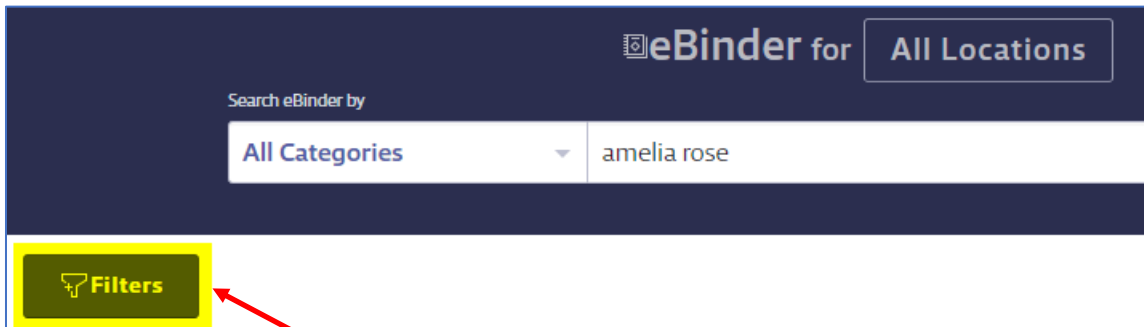 eBinder for All Locations
Search eBinder by
All Categories amelia rose
Filters